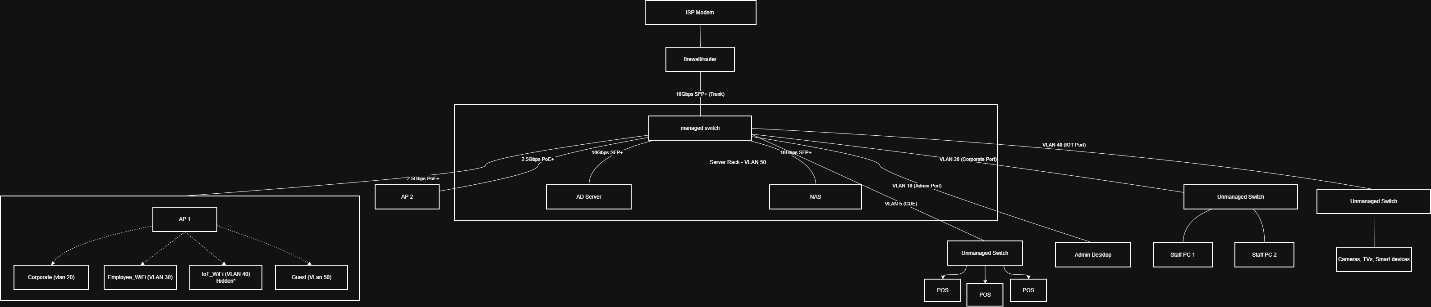 ISP Modem
firewall/router
10Gbps SFP+ (Trunk)
managed switch
VLAN 40 (IOT Port)
2.5Gbps PoE+
10Gbps SFP+
10Gbps SFP+
VLAN 20 (Corporate Port)
Server Rack - VLAN 50
2.5Gbps PoE+
VLAN 10 (Admin Port)
AP 2
AD Server
NAS
Unmanaged Switch
Unmanaged Switch
VLAN 5 (CDE)
AP 1
Unmanaged Switch
Admin Desktop
Staff PC 1
Staff PC 2
Cameras, TVs, Smart devices
Corporate (vlan 20)
Employee_WiFi (VLAN 30)
IoT_WiFi (VLAN 40)
Hidden*
Guest (VLan 50)
POS
POS
POS